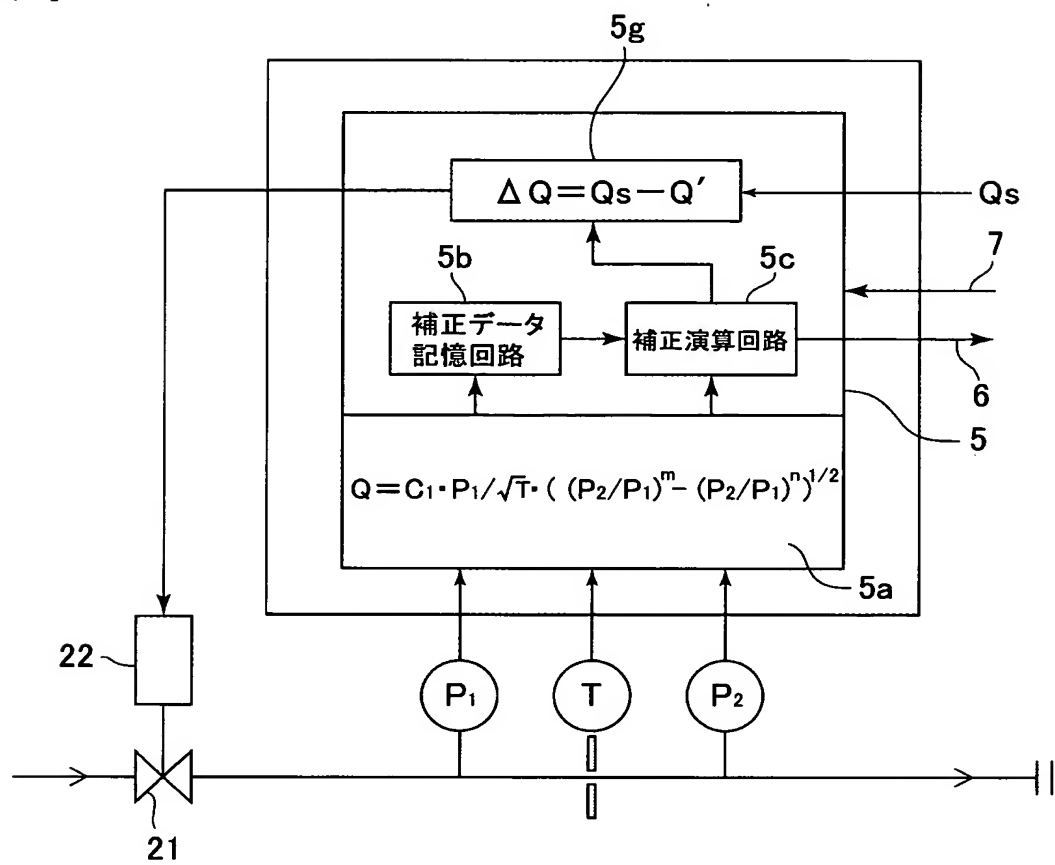 5g
ΔQ=Qs−Q′
Qs
7
5b
5c
補正データ
記憶回路
補正演算回路
6
5
Q=C₁・P₁/√T・((P₂/P₁)ᵐ−(P₂/P₁)ⁿ)^1/2
5a
22
P₁
T
P₂
21